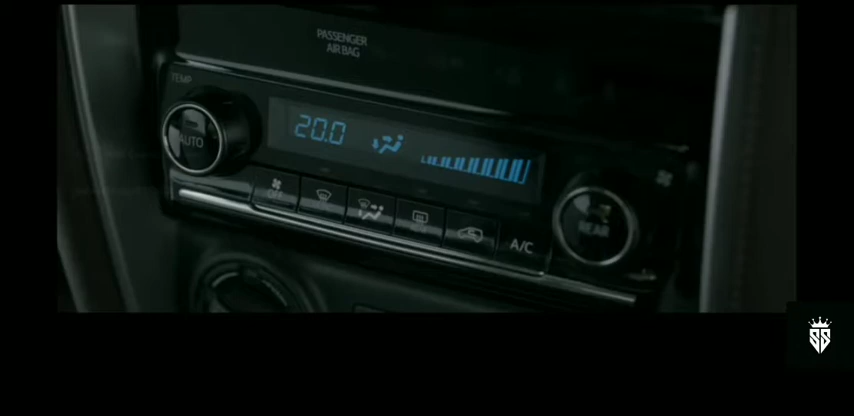 PASSENGER
AIR BAG
TEMP
AUTO
20.0
OFF
A/C
REAR